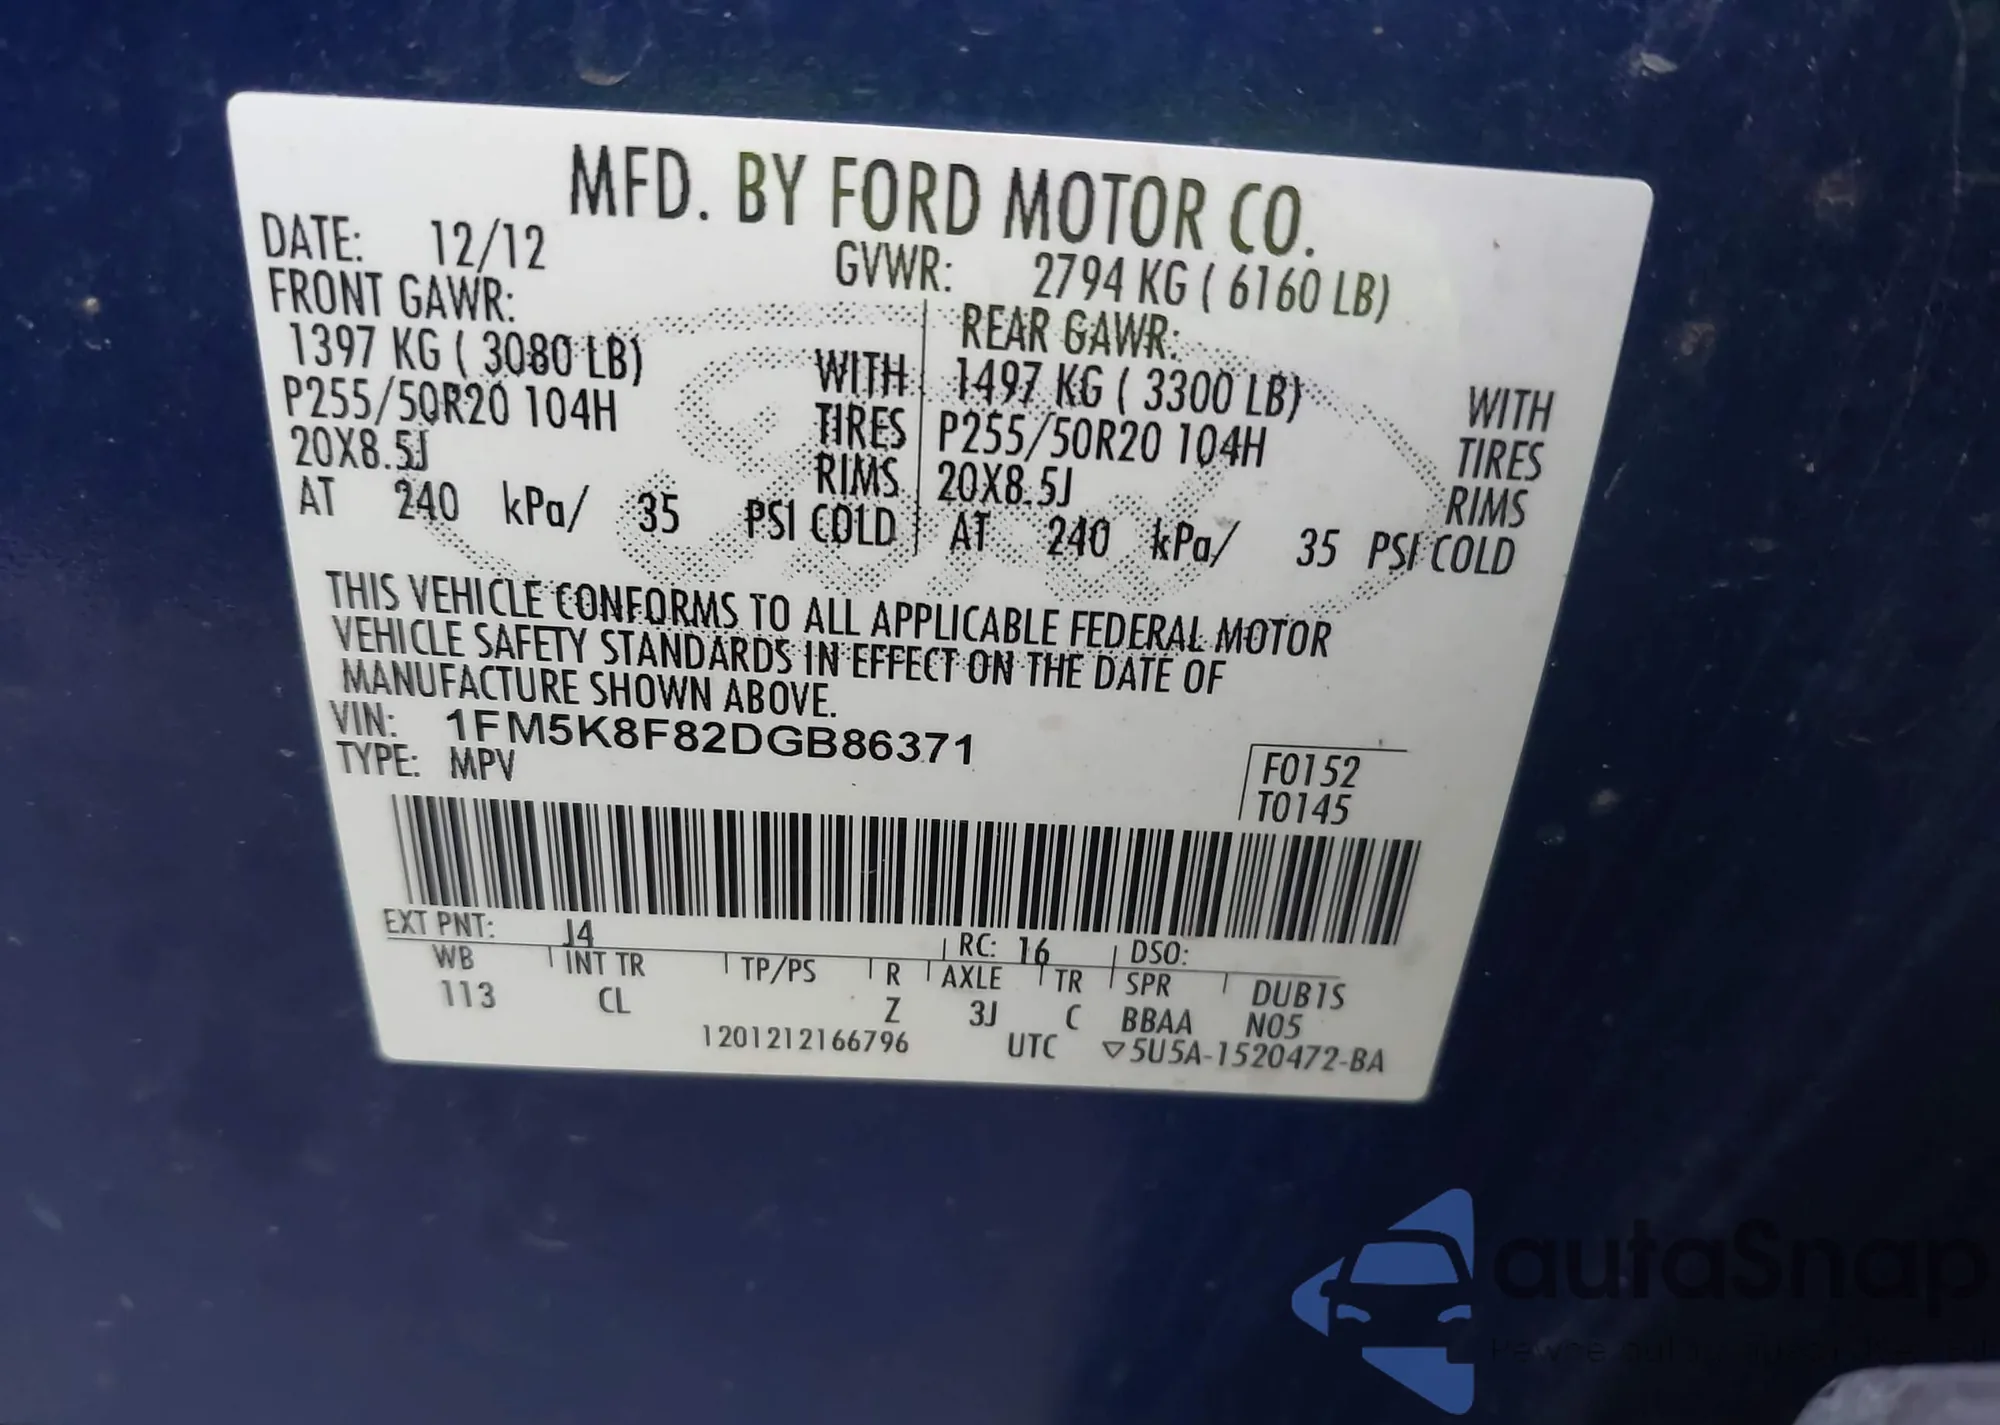 MFD. BY FORD MOTOR CO.
DATE: 12/12 GVWR: 2794 KG ( 6160 LB)
FRONT GAWR: REAR GAWR:
1397 KG ( 3080 LB) WITH 1497 KG ( 3300 LB) WITH
P255/50R20 104H TIRES P255/50R20 104H TIRES
20X8.5J RIMS 20X8.5J RIMS
AT 240 kPa/ 35 PSI COLD AT 240 kPa/ 35 PSI COLD
THIS VEHICLE CONFORMS TO ALL APPLICABLE FEDERAL MOTOR
VEHICLE SAFETY STANDARDS IN EFFECT ON THE DATE OF
MANUFACTURE SHOWN ABOVE.
VIN: 1FM5K8F82DGB86371
TYPE: MPV
F0152
T0145
EXT PNT: J4 RC: 16 DSO:
WB INT TR TP/PS R AXLE TR SPR DUB1S
113 CL Z 3J C BBAA N05
1201212166796 UTC ▽5U5A-1520472-BA
autaSnap